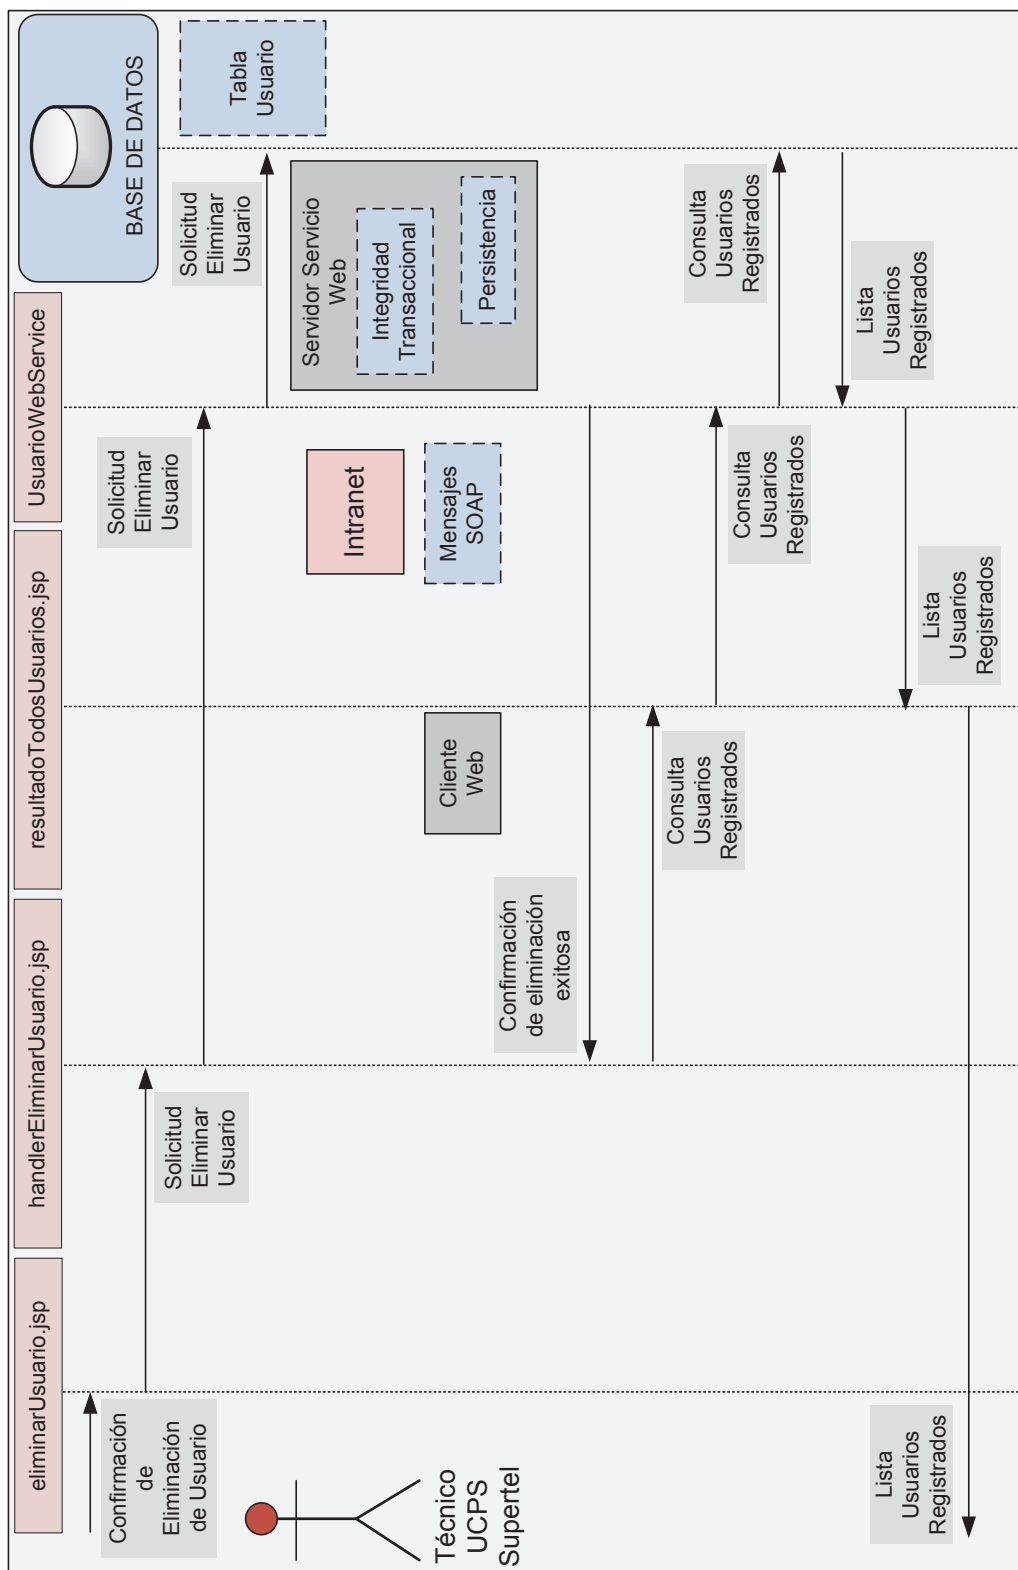 eliminarUsuario.jsp
handlerEliminarUsuario.jsp
resultadoTodosUsuarios.jsp
UsuarioWebService
BASE DE DATOS
Confirmación
de
Eliminación
de Usuario
Solicitud
Eliminar
Usuario
Solicitud
Eliminar
Usuario
Solicitud
Eliminar
Usuario
Tabla
Usuario
Técnico
UCPS
Supertel
Cliente
Web
Intranet
Mensajes
SOAP
Servidor Servicio
Web
Integridad
Transaccional
Persistencia
Confirmación
de eliminación
exitosa
Consulta
Usuarios
Registrados
Consulta
Usuarios
Registrados
Consulta
Usuarios
Registrados
Lista
Usuarios
Registrados
Lista
Usuarios
Registrados
Lista
Usuarios
Registrados